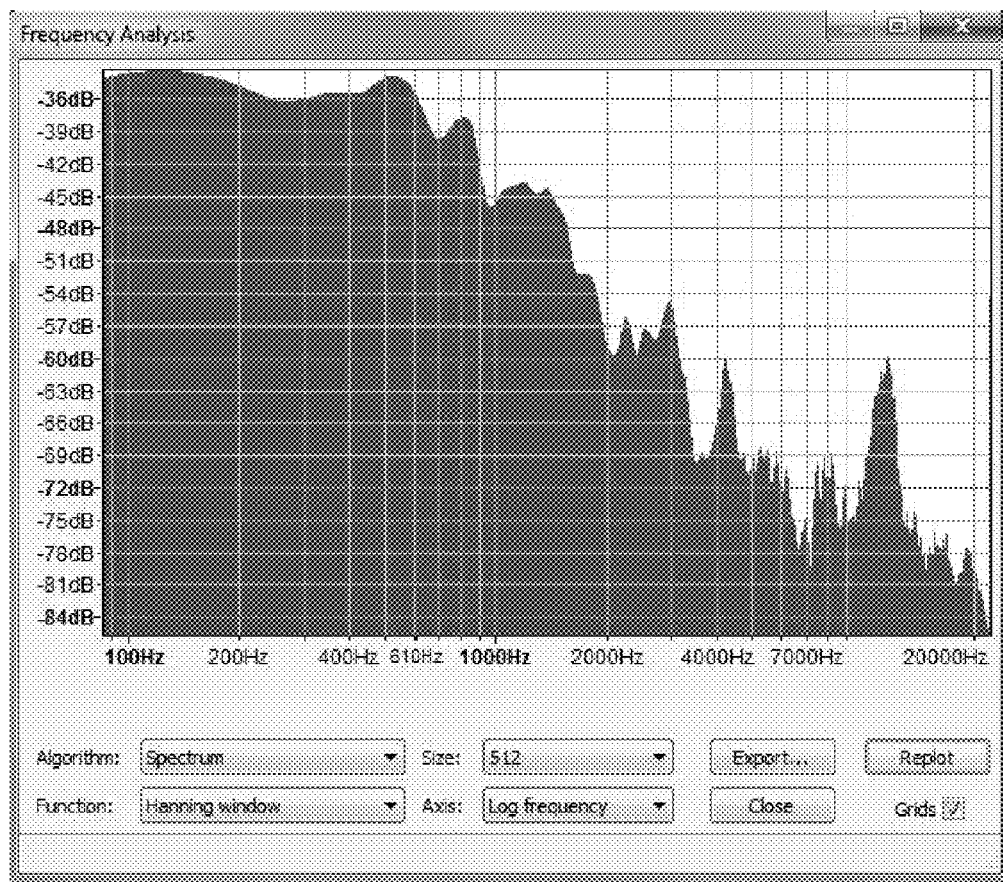 Frequency Analysis
-36dB
-39dB
-42dB
-45dB
-48dB
-51dB
-54dB
-57dB
-60dB
-63dB
-66dB
-69dB
-72dB
-75dB
-78dB
-81dB
-84dB
100Hz 200Hz 400Hz 610Hz 1000Hz 2000Hz 4000Hz 7000Hz 20000Hz
Algorithm: Spectrum Size: 512 Export... Replot
Function: Hanning window Axis: Log frequency Close Grids